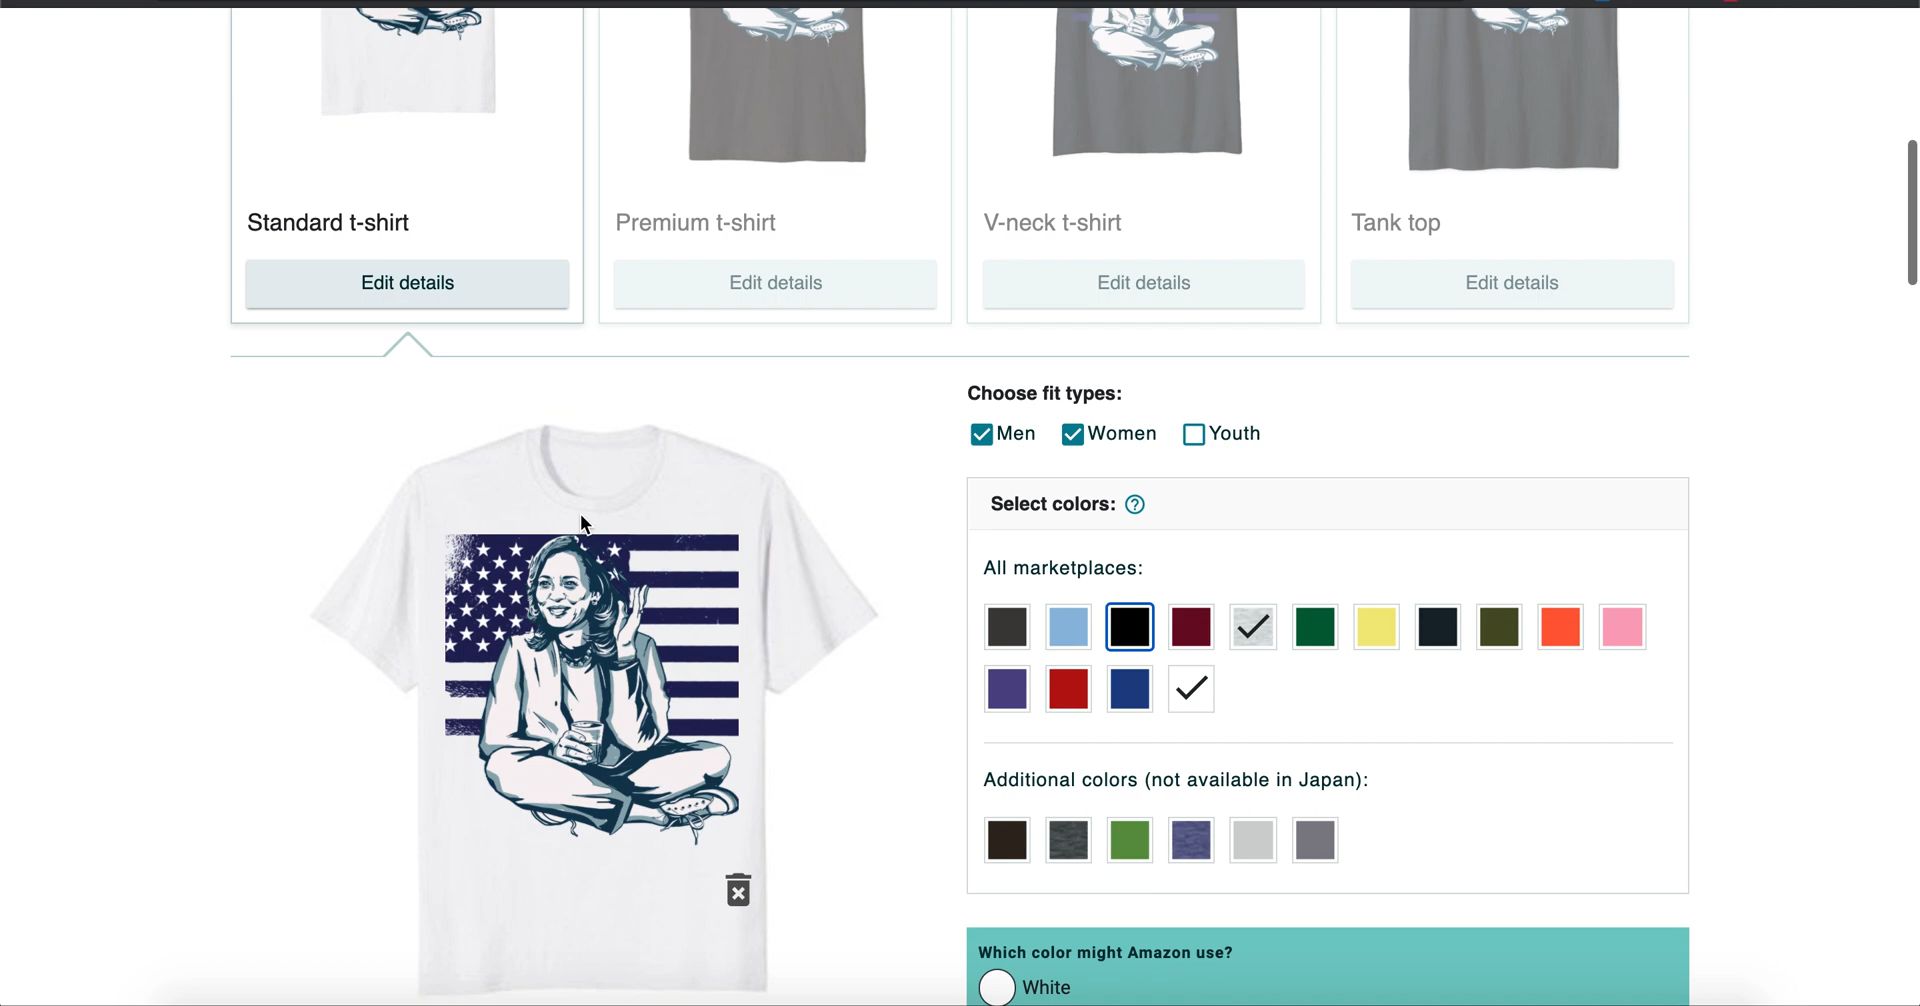 Standard t-shirt
Premium t-shirt
V-neck t-shirt
Tank top
Edit details
Edit details
Edit details
Edit details
Choose fit types:
Men
Women
Youth
Select colors: ?
All marketplaces:
Additional colors (not available in Japan):
Which color might Amazon use?
White